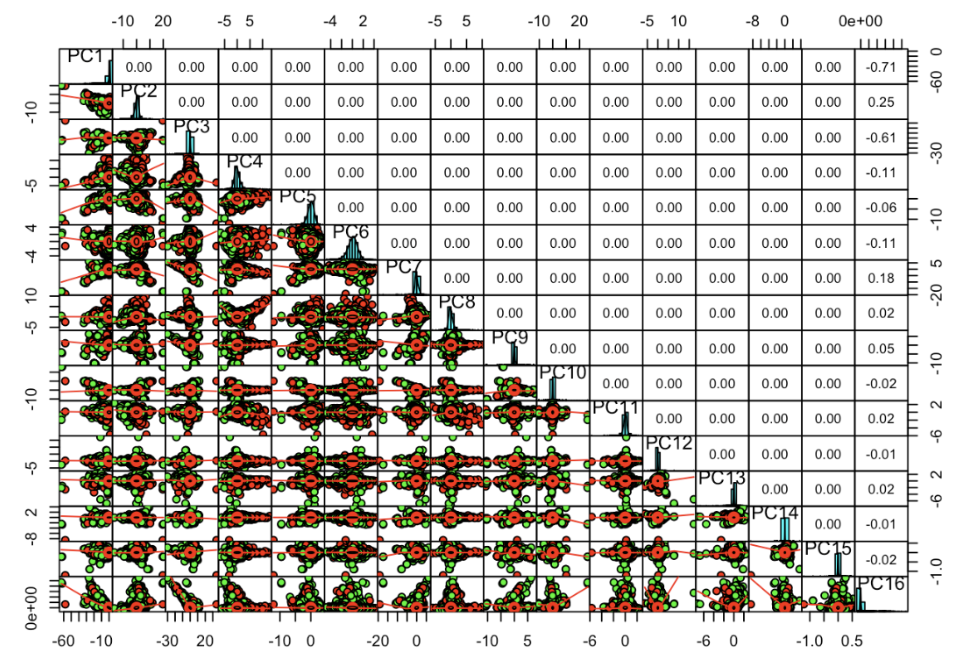 -10 20 -5 5 -4 2 -5 5 -10 20 -5 10 -8 0 0e+00
PC1 0.00 0.00 0.00 0.00 0.00 0.00 0.00 0.00 0.00 0.00 0.00 0.00 0.00 0.00 -0.71 -60 0
-10 PC2 0.00 0.00 0.00 0.00 0.00 0.00 0.00 0.00 0.00 0.00 0.00 0.00 0.00 0.25
PC3 0.00 0.00 0.00 0.00 0.00 0.00 0.00 0.00 0.00 0.00 0.00 0.00 -0.61 -30
-5 PC4 0.00 0.00 0.00 0.00 0.00 0.00 0.00 0.00 0.00 0.00 0.00 -0.11
PC5 0.00 0.00 0.00 0.00 0.00 0.00 0.00 0.00 0.00 0.00 -0.06 -10
-4 4 PC6 0.00 0.00 0.00 0.00 0.00 0.00 0.00 0.00 0.00 -0.11
PC7 0.00 0.00 0.00 0.00 0.00 0.00 0.00 0.00 0.18 -20 5
-5 10 PC8 0.00 0.00 0.00 0.00 0.00 0.00 0.00 0.02
PC9 0.00 0.00 0.00 0.00 0.00 0.00 0.05 -10
-10 PC10 0.00 0.00 0.00 0.00 0.00 -0.02
PC11 0.00 0.00 0.00 0.00 0.02 -6 2
-5 PC12 0.00 0.00 0.00 -0.01
PC13 0.00 0.00 0.02 -6 2
-8 2 PC14 0.00 -0.01
PC15 -0.02 -1.0
0e+00 PC16
-60 -10 -30 20 -10 0 -20 0 -10 5 -6 0 -6 0 -1.0 0.5